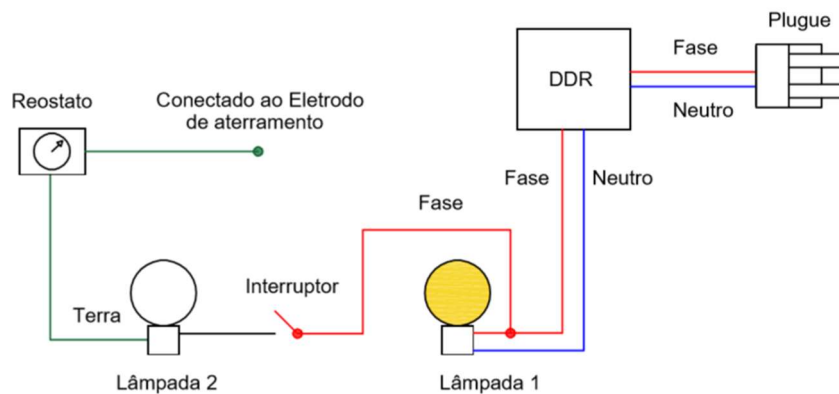 Plugue
Fase
DDR
Neutro
Reostato
Conectado ao Eletrodo
de aterramento
Fase
Neutro
Fase
Interruptor
Terra
Lâmpada 2
Lâmpada 1